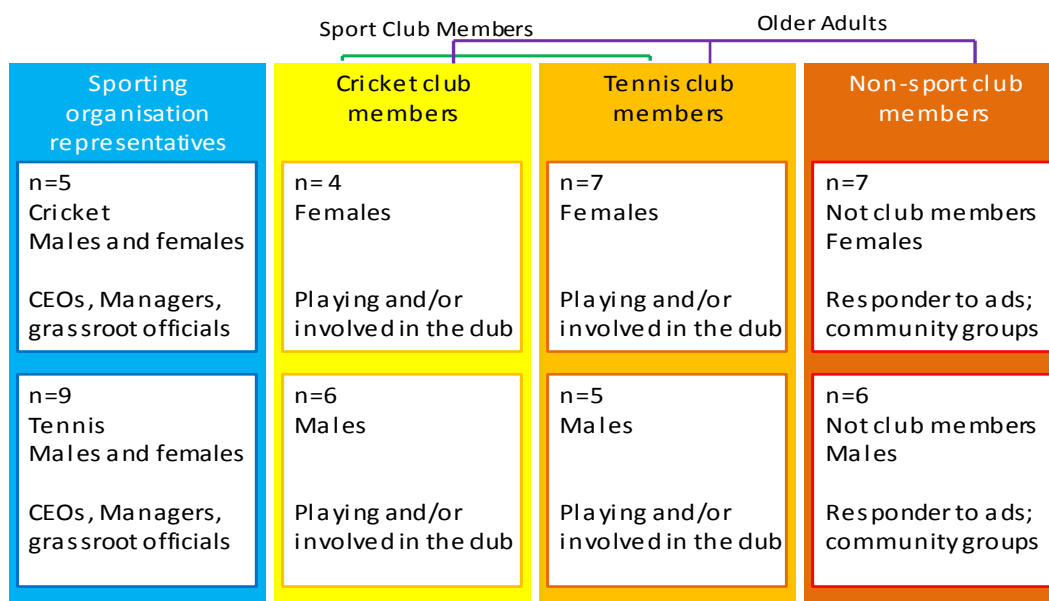 Sport Club Members
Older Adults
Sporting
organisation
representatives
n=5
Cricket
Males and females
CEOs, Managers,
grassroot officials
n=9
Tennis
Males and females
CEOs, Managers,
grassroot officials
Cricket club
members
n= 4
Females
Playing and/or
involved in the club
n=6
Males
Playing and/or
involved in the club
Tennis club
members
n=7
Females
Playing and/or
involved in the club
n=5
Males
Playing and/or
involved in the club
Non-sport club
members
n=7
Not club members
Females
Responder to ads;
community groups
n=6
Not club members
Males
Responder to ads;
community groups